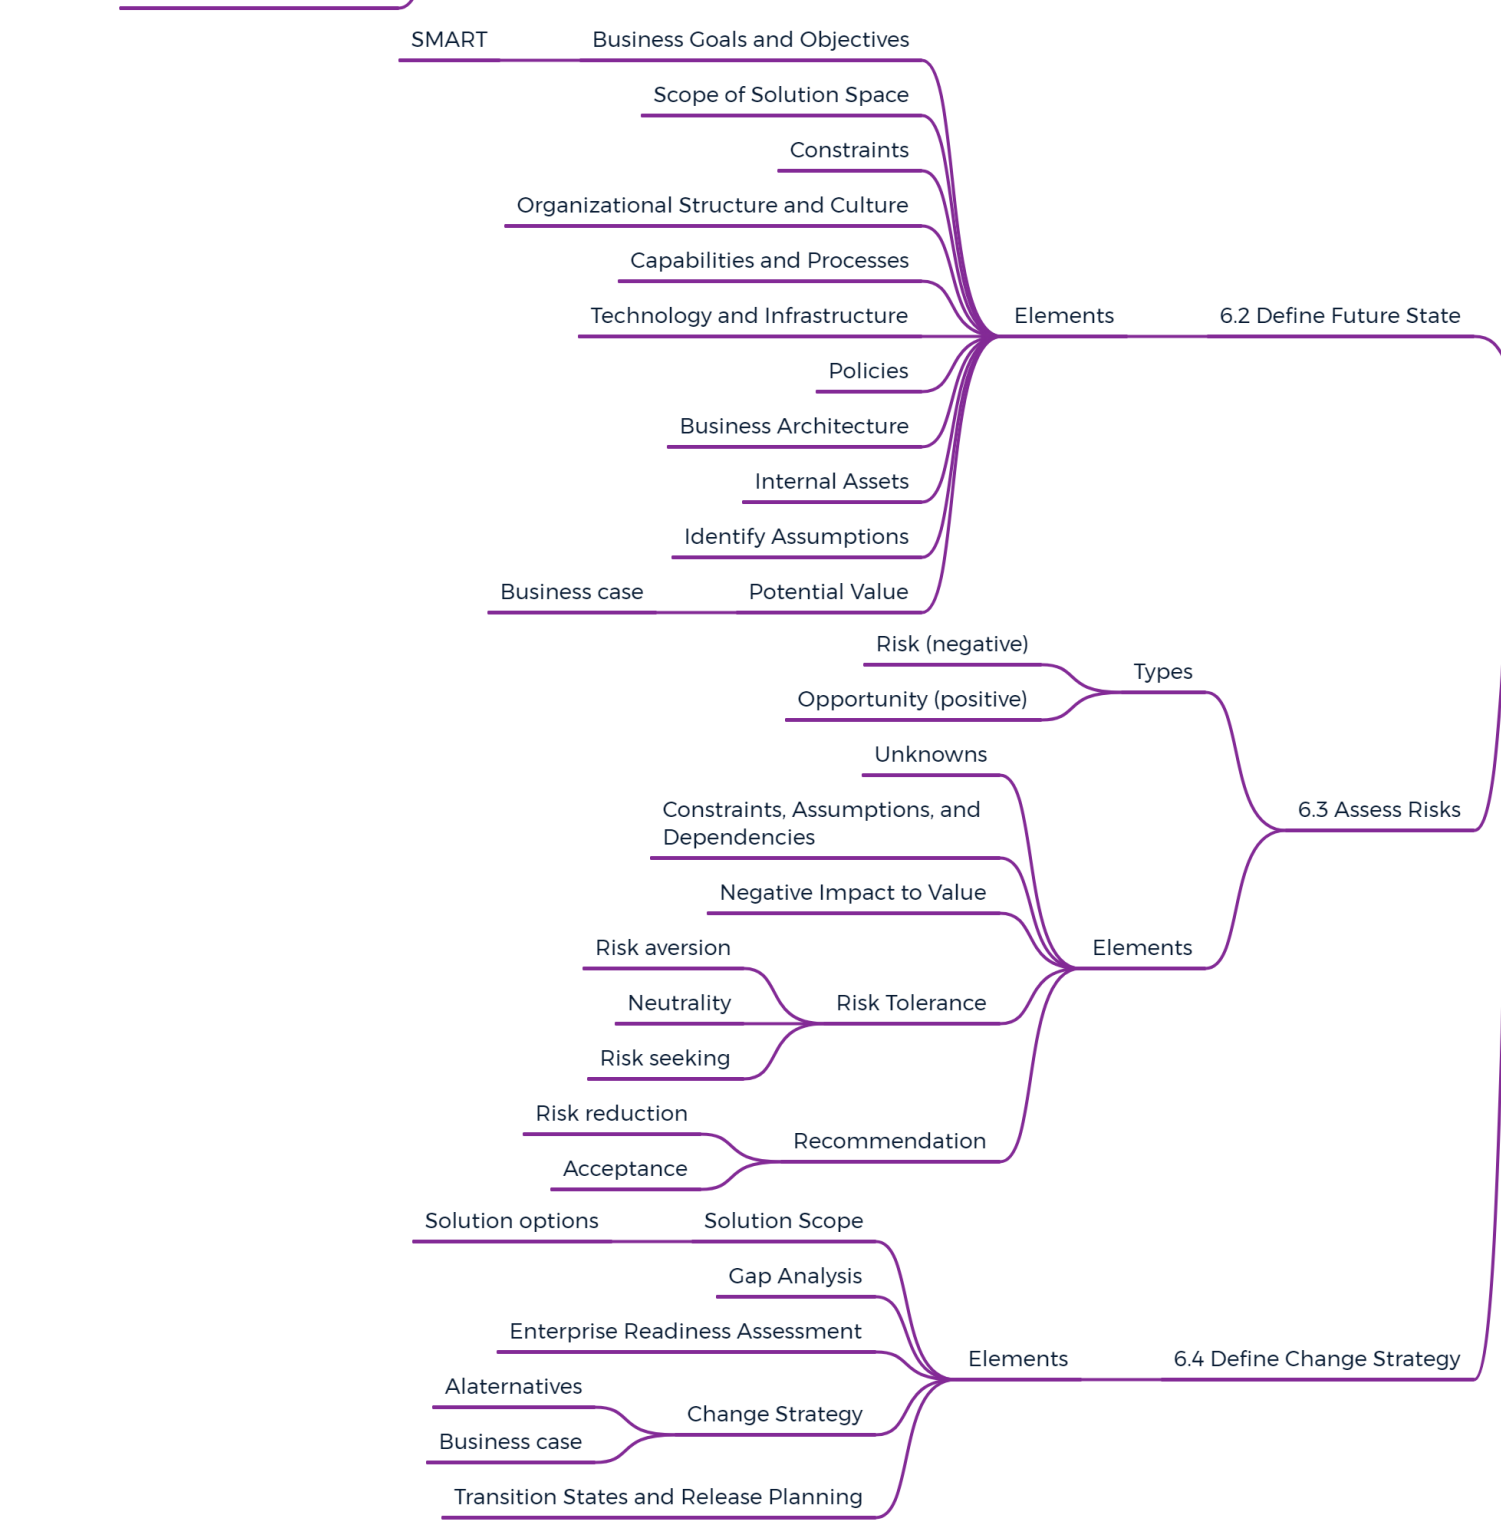 SMART
Business Goals and Objectives
Scope of Solution Space
Constraints
Organizational Structure and Culture
Capabilities and Processes
Technology and Infrastructure
Elements
6.2 Define Future State
Policies
Business Architecture
Internal Assets
Identify Assumptions
Business case
Potential Value
Risk (negative)
Types
Opportunity (positive)
Unknowns
Constraints, Assumptions, and
Dependencies
6.3 Assess Risks
Negative Impact to Value
Risk aversion
Elements
Neutrality
Risk Tolerance
Risk seeking
Risk reduction
Recommendation
Acceptance
Solution options
Solution Scope
Gap Analysis
Enterprise Readiness Assessment
Elements
6.4 Define Change Strategy
Alaternatives
Change Strategy
Business case
Transition States and Release Planning